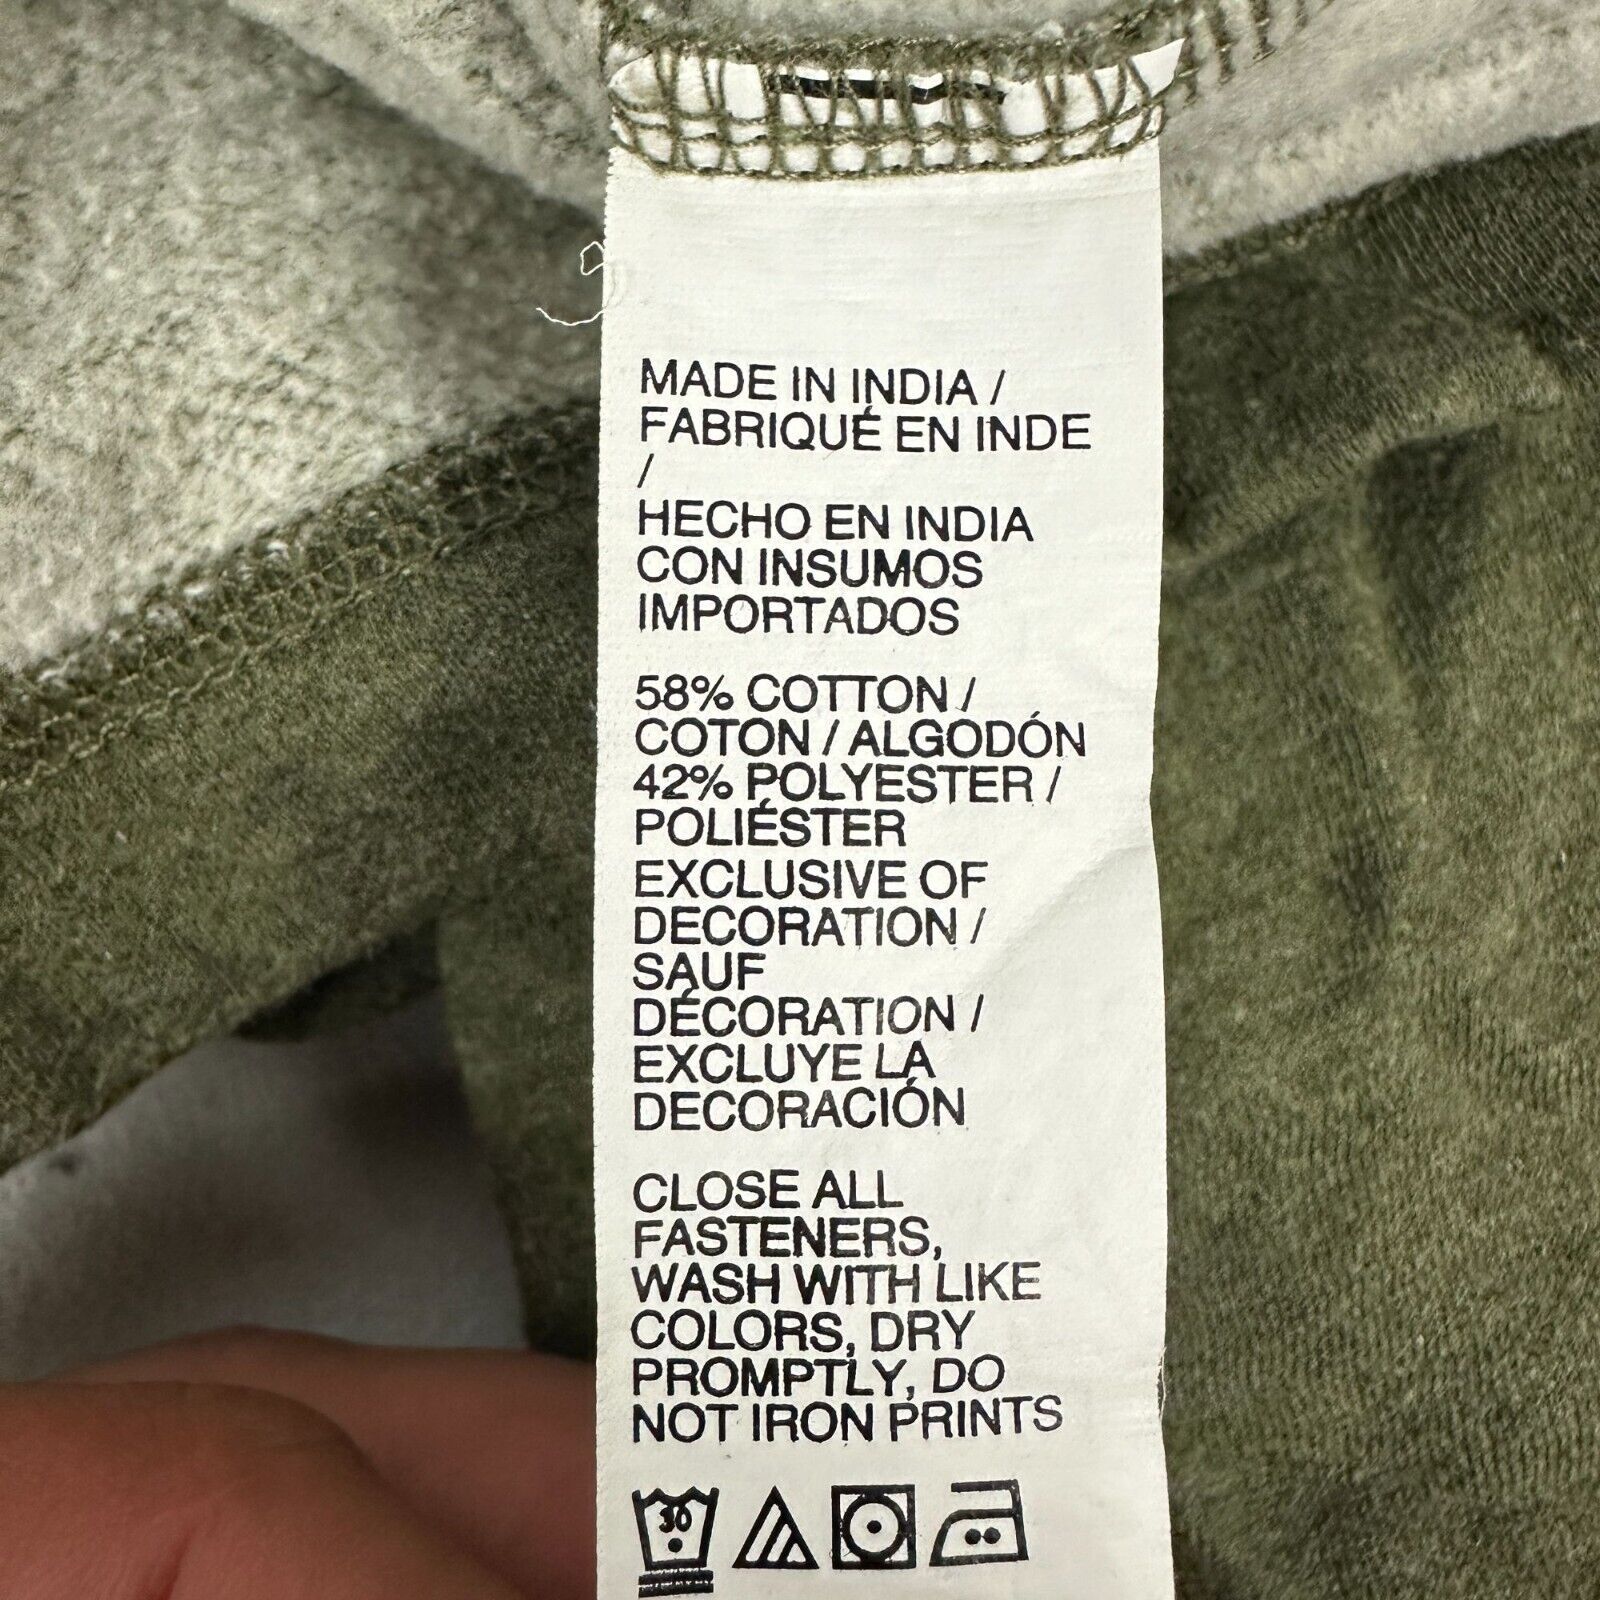 MADE IN INDIA /
FABRIQUÉ EN INDE
/
HECHO EN INDIA
CON INSUMOS
IMPORTADOS
58% COTTON /
COTON / ALGODÓN
42% POLYESTER /
POLIÉSTER
EXCLUSIVE OF
DECORATION /
SAUF
DÉCORATION /
EXCLUYE LA
DECORACIÓN
CLOSE ALL
FASTENERS,
WASH WITH LIKE
COLORS, DRY
PROMPTLY, DO
NOT IRON PRINTS
30